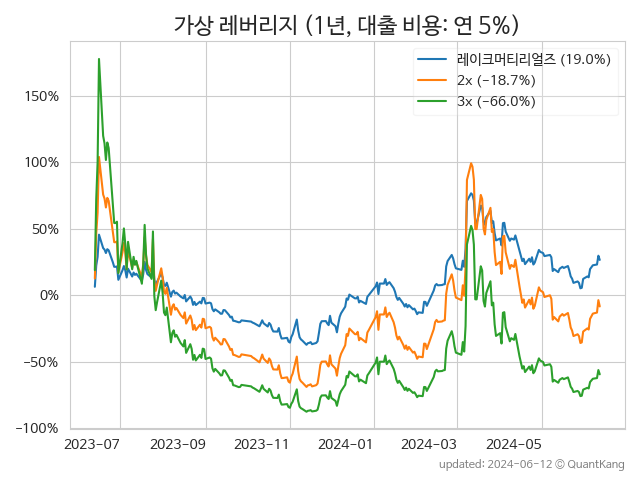 가상 레버리지 (1년, 대출 비용: 연 5%)
레이크머티리얼즈 (19.0%)
2x (−18.7%)
3x (−66.0%)
150%
100%
50%
0%
−50%
−100%
2023-07 2023-09 2023-11 2024-01 2024-03 2024-05
updated: 2024-06-12 © QuantKang